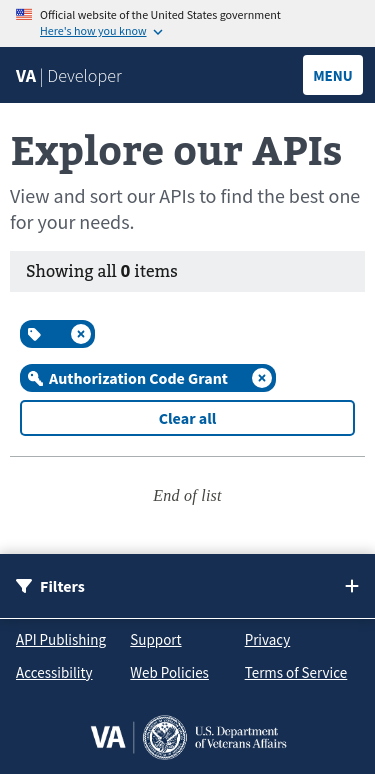 Official website of the United States government
Here's how you know
VA | Developer
MENU
Explore our APIs
View and sort our APIs to find the best one
for your needs.
Showing all 0 items
Authorization Code Grant
Clear all
End of list
Filters
API Publishing
Support
Privacy
Accessibility
Web Policies
Terms of Service
VA
U.S. Department
of Veterans Affairs